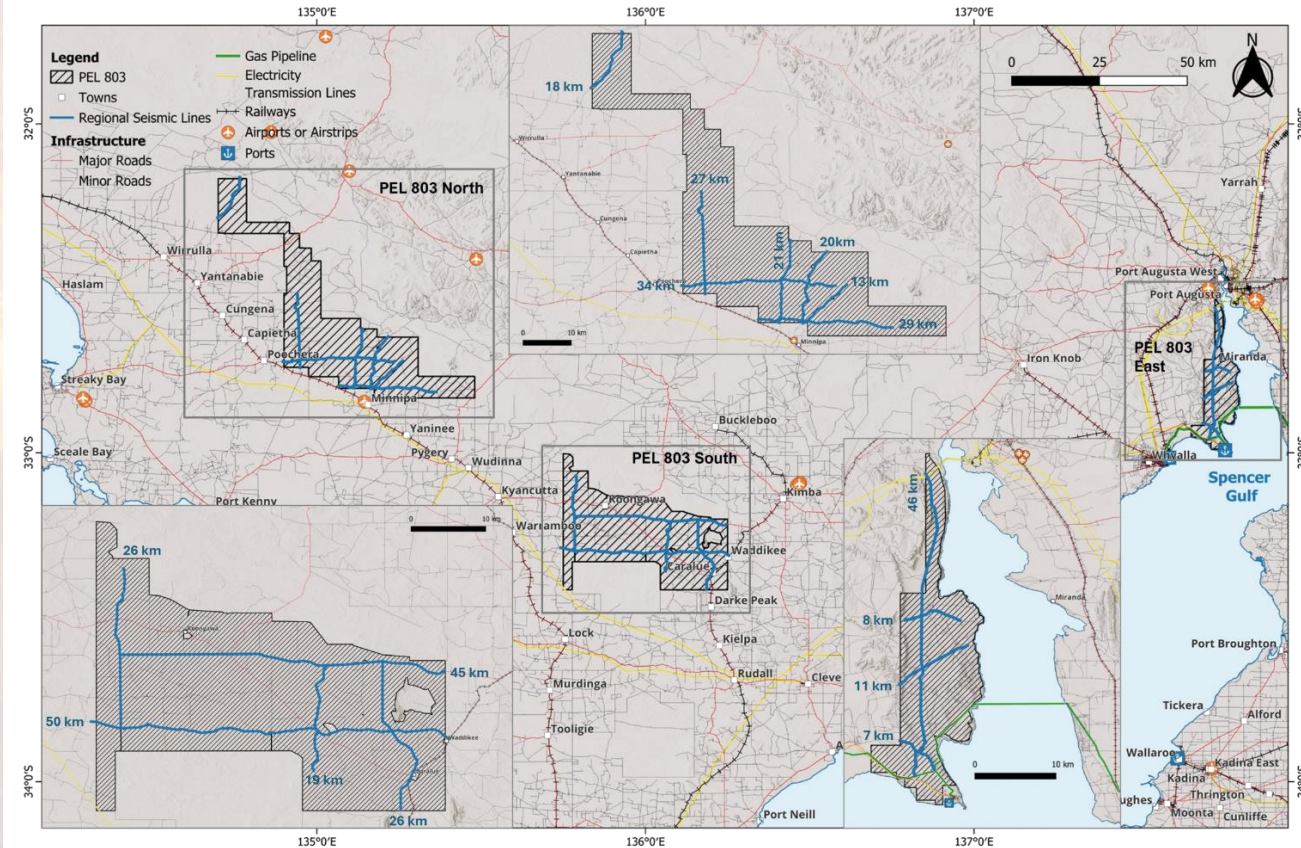 135°0'E
136°0'E
137°0'E
Legend
PEL 803
Towns
Regional Seismic Lines
Infrastructure
Major Roads
Minor Roads
Gas Pipeline
Electricity
Transmission Lines
Railways
Airports or Airstrips
Ports
32°0'S
33°0'S
34°0'S
PEL 803 North
Wirrulla
Yantanabie
Haslam
Cungena
Capietha
Poochera
Streaky Bay
Minnipa
Yaninee
Pygery
Wudinna
Sceale Bay
Port Kenny
Kyancutta
Warramboo
18 km
Wirrulla
Yantanabie
Cungena
Capietha
Poochera
27 km
21 km
20km
34 km
13 km
29 km
0
10 km
Minnipa
0
25
50 km
N
Yarrah
Port Augusta West
Port Augusta
Iron Knob
PEL 803
East
Miranda
Whyalla
Spencer
Gulf
Buckleboo
PEL 803 South
Koongawa
Kimba
Waddikee
Caralue
Darke Peak
Lock
Kielpa
Rudall
Cleve
Murdinga
Tooligie
Port Neill
A
0
10 km
26 km
Koongawa
45 km
50 km
Waddikee
19 km
Caralue
26 km
46 km
Miranda
8 km
11 km
7 km
0
10 km
Port Broughton
Tickera
Alford
Wallaroo
Kadina East
Kadina
ughes
Thrington
Moonta
Cunliffe
135°0'E
136°0'E
137°0'E